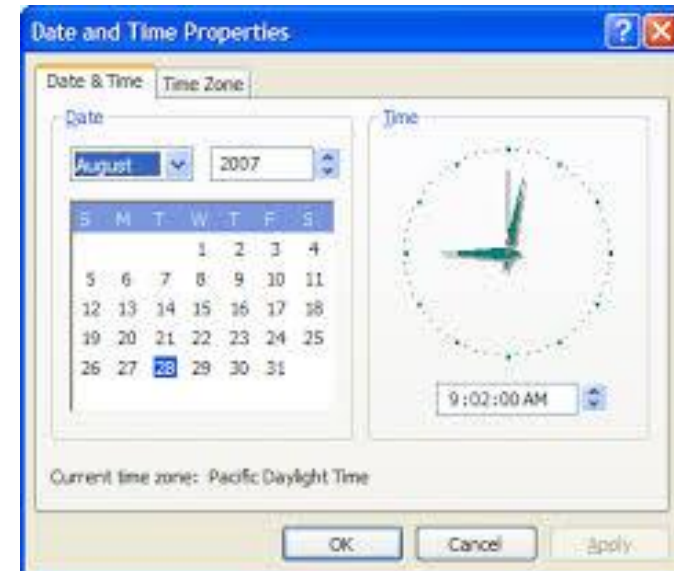 Date and Time Properties
Date & Time Time Zone
Date
August 2007
S M T W T F S
1 2 3 4
5 6 7 8 9 10 11
12 13 14 15 16 17 18
19 20 21 22 23 24 25
26 27 28 29 30 31
Time
9:02:00 AM
Current time zone: Pacific Daylight Time
OK Cancel Apply